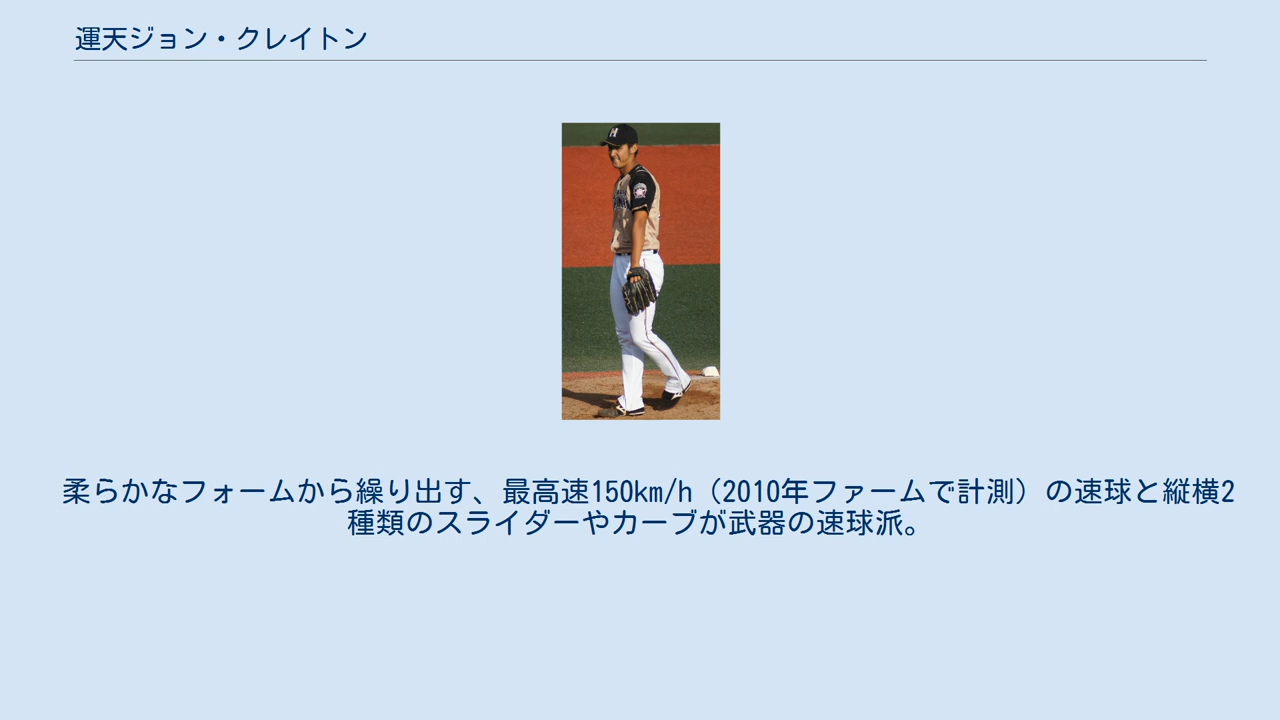 運天ジョン・クレイトン
柔らかなフォームから繰り出す、最高速150km/h（2010年ファームで計測）の速球と縦横2
種類のスライダーやカーブが武器の速球派。